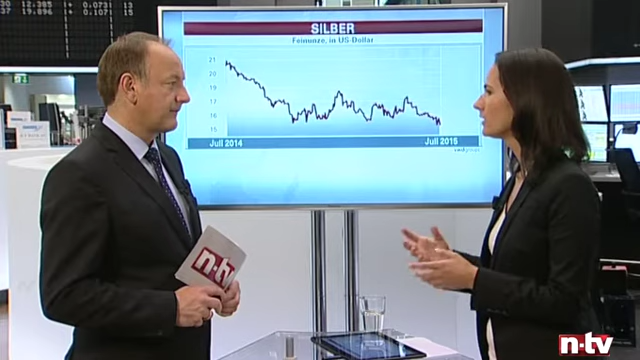 SILBER
Feinunze, in US-Dollar
21
20
19
18
17
16
15
Juli 2014
Juli 2015
n-tv
n-tv